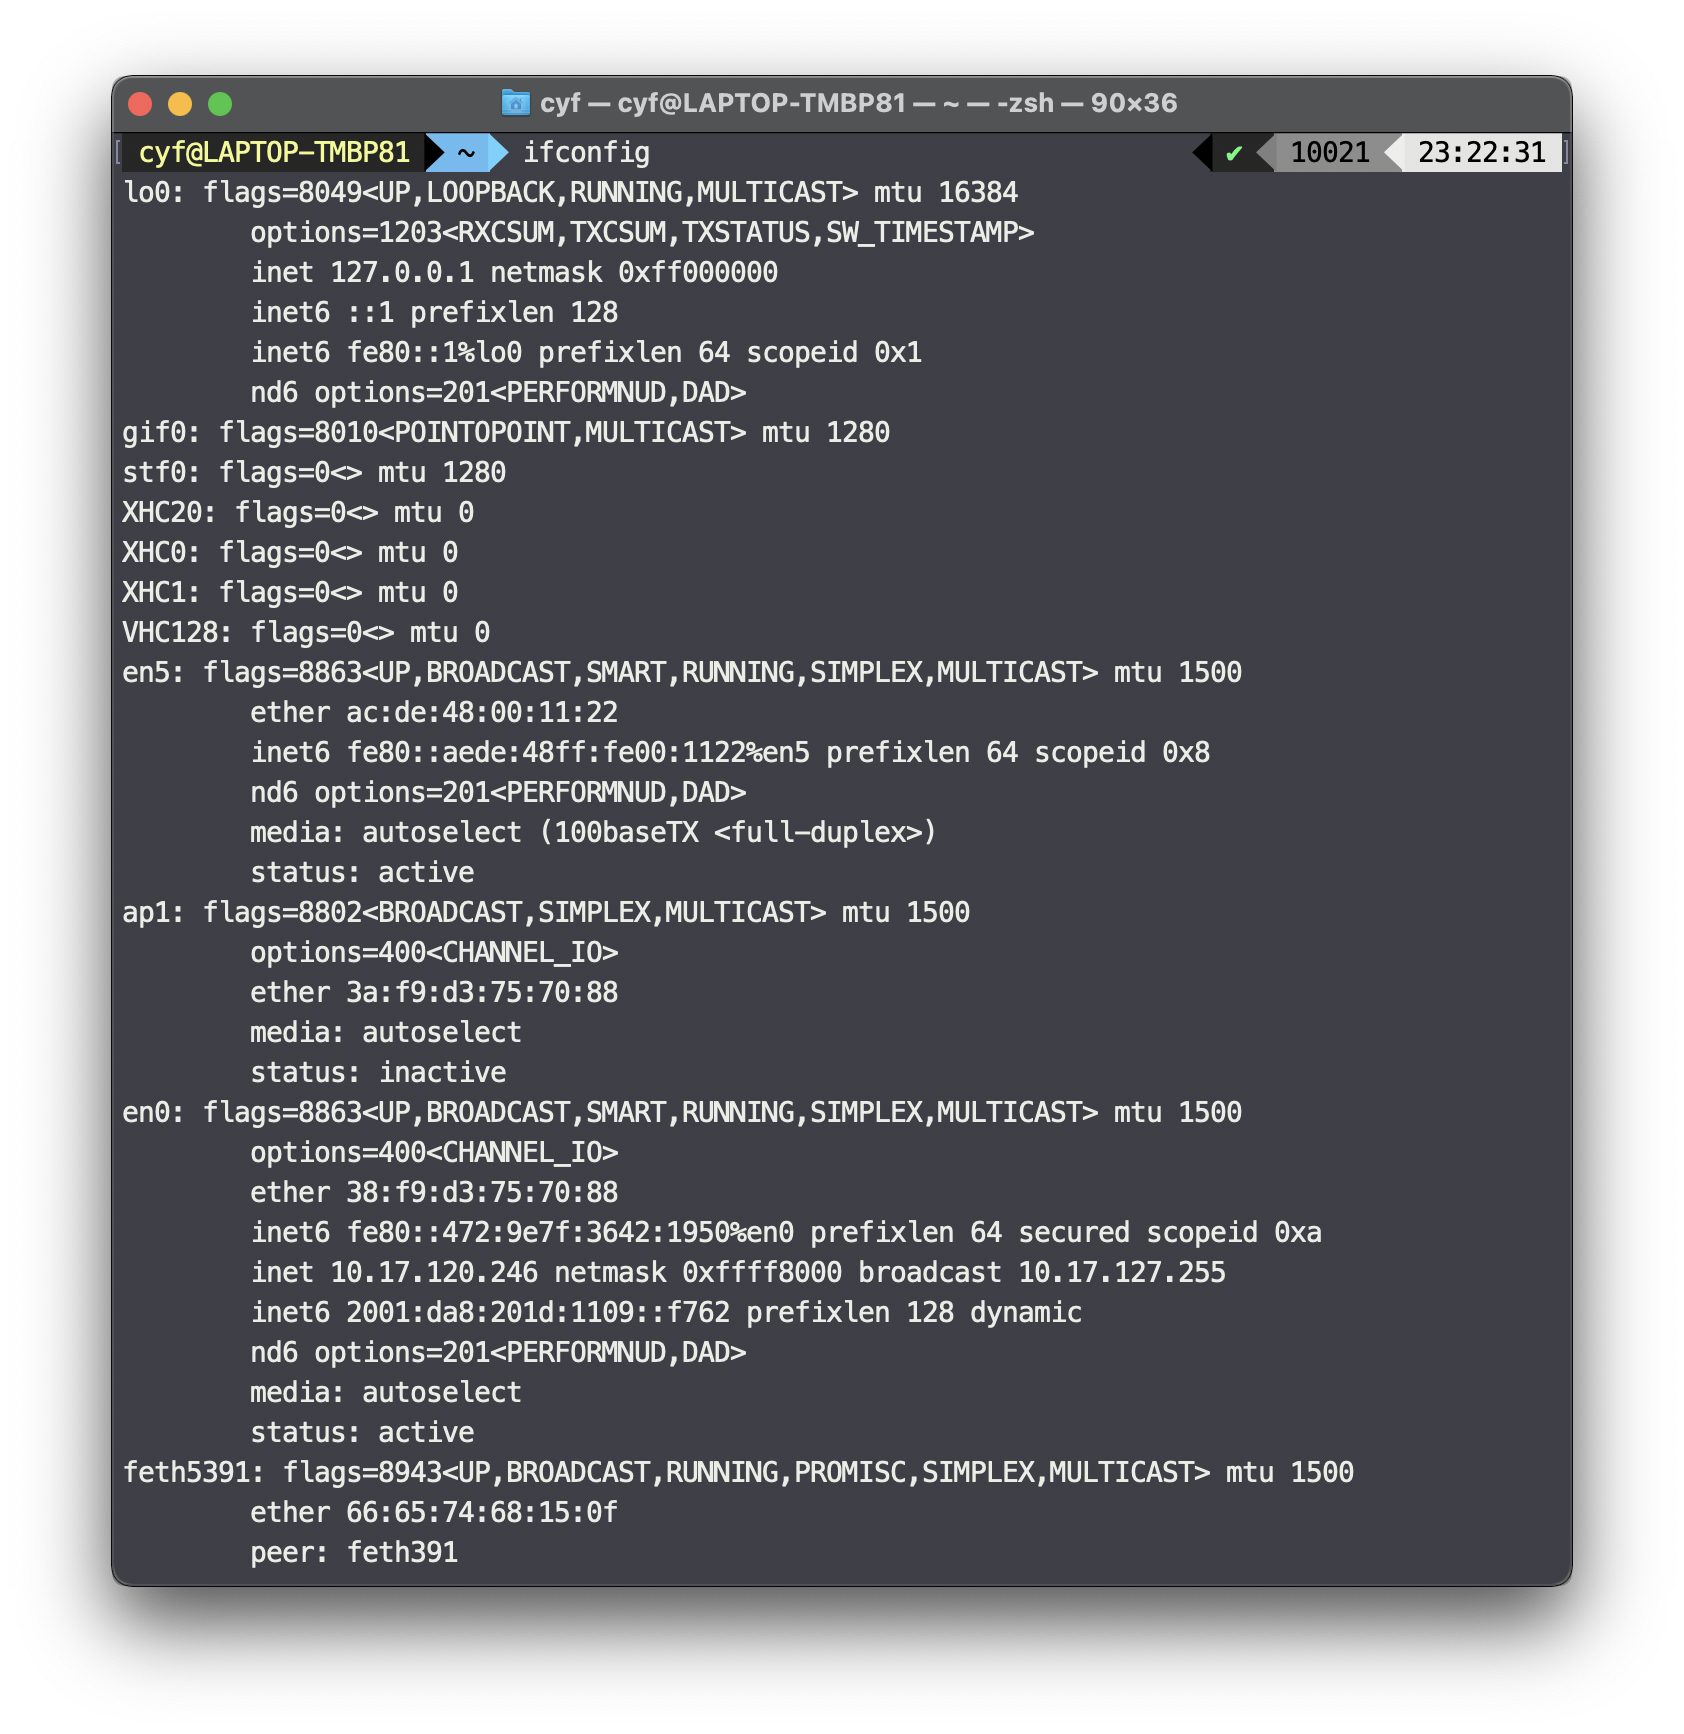 cyf — cyf@LAPTOP-TMBP81 — ~ — -zsh — 90×36
cyf@LAPTOP-TMBP81 ~ ifconfig ✔ 10021 23:22:31
lo0: flags=8049<UP,LOOPBACK,RUNNING,MULTICAST> mtu 16384
options=1203<RXCSUM,TXCSUM,TXSTATUS,SW_TIMESTAMP>
inet 127.0.0.1 netmask 0xff000000
inet6 ::1 prefixlen 128
inet6 fe80::1%lo0 prefixlen 64 scopeid 0x1
nd6 options=201<PERFORMNUD,DAD>
gif0: flags=8010<POINTOPOINT,MULTICAST> mtu 1280
stf0: flags=0<> mtu 1280
XHC20: flags=0<> mtu 0
XHC0: flags=0<> mtu 0
XHC1: flags=0<> mtu 0
VHC128: flags=0<> mtu 0
en5: flags=8863<UP,BROADCAST,SMART,RUNNING,SIMPLEX,MULTICAST> mtu 1500
ether ac:de:48:00:11:22
inet6 fe80::aede:48ff:fe00:1122%en5 prefixlen 64 scopeid 0x8
nd6 options=201<PERFORMNUD,DAD>
media: autoselect (100baseTX <full-duplex>)
status: active
ap1: flags=8802<BROADCAST,SIMPLEX,MULTICAST> mtu 1500
options=400<CHANNEL_IO>
ether 3a:f9:d3:75:70:88
media: autoselect
status: inactive
en0: flags=8863<UP,BROADCAST,SMART,RUNNING,SIMPLEX,MULTICAST> mtu 1500
options=400<CHANNEL_IO>
ether 38:f9:d3:75:70:88
inet6 fe80::472:9e7f:3642:1950%en0 prefixlen 64 secured scopeid 0xa
inet 10.17.120.246 netmask 0xffff8000 broadcast 10.17.127.255
inet6 2001:da8:201d:1109::f762 prefixlen 128 dynamic
nd6 options=201<PERFORMNUD,DAD>
media: autoselect
status: active
feth5391: flags=8943<UP,BROADCAST,RUNNING,PROMISC,SIMPLEX,MULTICAST> mtu 1500
ether 66:65:74:68:15:0f
peer: feth391